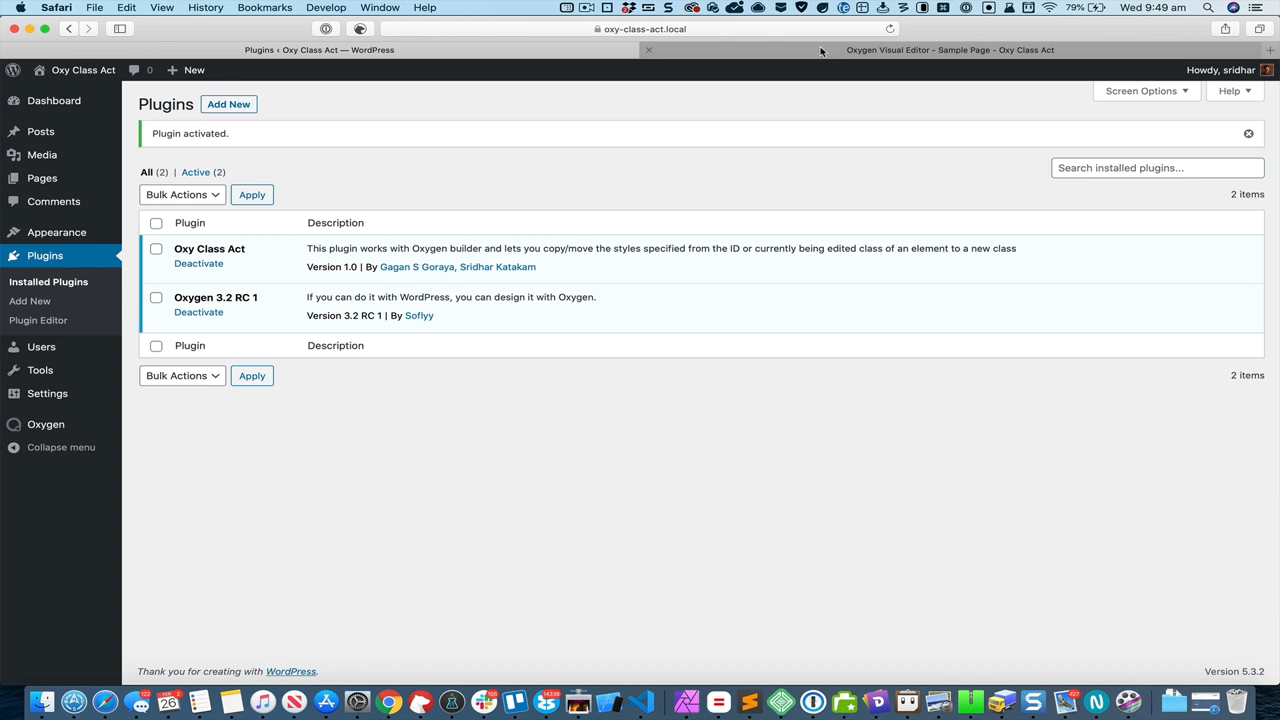 Safari File Edit View History Bookmarks Develop Window Help 79% Wed 9:49 am
oxy-class-act.local
Plugins ‹ Oxy Class Act — WordPress
Oxygen Visual Editor - Sample Page - Oxy Class Act
Oxy Class Act 0 New Howdy, sridhar
Screen Options Help
Dashboard
Posts
Media
Pages
Comments
Appearance
Plugins
Installed Plugins
Add New
Plugin Editor
Users
Tools
Settings
Oxygen
Collapse menu
Plugins Add New
Plugin activated.
All (2) | Active (2)
Search installed plugins...
Bulk Actions Apply
2 items
Plugin Description
Oxy Class Act This plugin works with Oxygen builder and lets you copy/move the styles specified from the ID or currently being edited class of an element to a new class
Deactivate Version 1.0 | By Gagan S Goraya, Sridhar Katakam
Oxygen 3.2 RC 1 If you can do it with WordPress, you can design it with Oxygen.
Deactivate Version 3.2 RC 1 | By Soflyy
Plugin Description
Bulk Actions Apply
2 items
Thank you for creating with WordPress.
Version 5.3.2